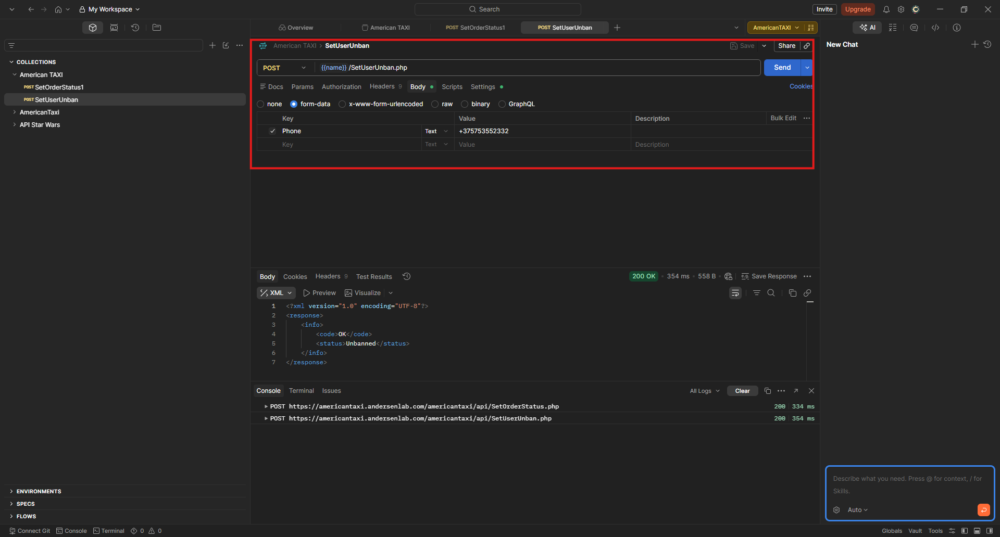 My Workspace
Search
Invite
Upgrade
Overview
American TAXI
POST SetOrderStatus1
POST SetUserUnban
AmericanTAXI
AI
New Chat
COLLECTIONS
American TAXI
POST SetOrderStatus1
POST SetUserUnban
AmericanTaxi
API Star Wars
HTTP American TAXI > SetUserUnban
Save
Share
POST
{{name}} /SetUserUnban.php
Send
Docs Params Authorization Headers 9 Body Scripts Settings
Cookies
none form-data x-www-form-urlencoded raw binary GraphQL
Key Value Description Bulk Edit
Phone Text +375753552332
Key Text Value Description
Body Cookies Headers 9 Test Results
200 OK • 354 ms • 558 B
e.g. Save Response
XML Preview Visualize
1 <?xml version="1.0" encoding="UTF-8"?>
2 <response>
3 <info>
4 <code>OK</code>
5 <status>Unbanned</status>
6 </info>
7 </response>
Console Terminal Issues
All Logs Clear
POST https://americantaxi.andersenlab.com/americantaxi/api/SetOrderStatus.php 200 334 ms
POST https://americantaxi.andersenlab.com/americantaxi/api/SetUserUnban.php 200 354 ms
ENVIRONMENTS
SPECS
FLOWS
Describe what you need. Press @ for context, / for
Skills.
Auto
Connect Git Console Terminal 0 0
Globals Vault Tools